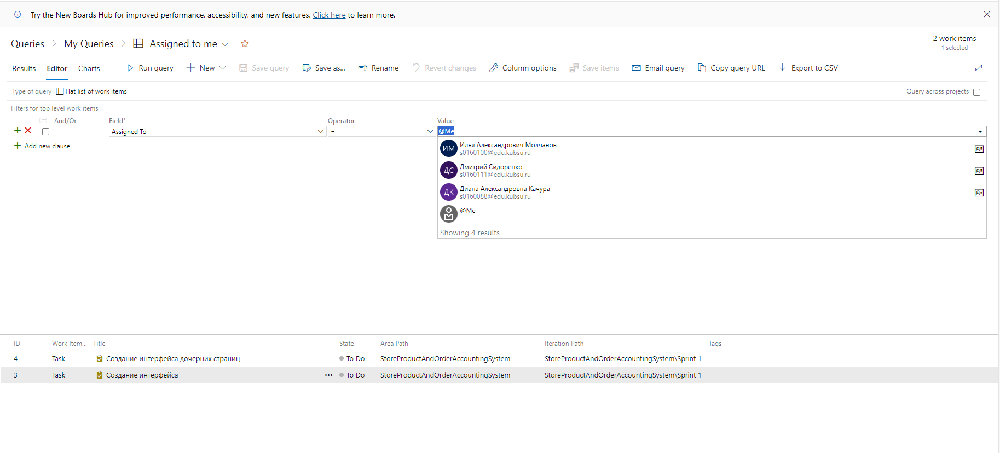 Try the New Boards Hub for improved performance, accessibility, and new features. Click here to learn more.
Queries > My Queries > Assigned to me
2 work items
1 selected
Results Editor Charts Run query New Save query Save as... Rename Revert changes Column options Save items Email query Copy query URL Export to CSV
Type of query Flat list of work items Query across projects
Filters for top level work items
And/Or Field* Operator Value
Assigned To = @Me
Add new clause
ИМ Илья Александрович Молчанов
s0160100@edu.kubsu.ru
ДС Дмитрий Сидоренко
s0160111@edu.kubsu.ru
ДК Диана Александровна Качура
s0160088@edu.kubsu.ru
@Me
Showing 4 results
ID Work Item... Title State Area Path Iteration Path Tags
4 Task Создание интерфейса дочерних страниц To Do StoreProductAndOrderAccountingSystem StoreProductAndOrderAccountingSystem\Sprint 1
3 Task Создание интерфейса ••• To Do StoreProductAndOrderAccountingSystem StoreProductAndOrderAccountingSystem\Sprint 1